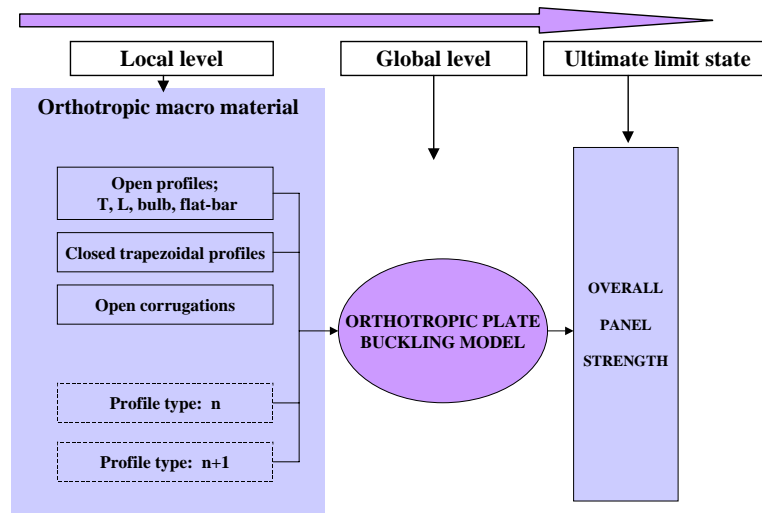 Local level
Global level
Ultimate limit state
Orthotropic macro material
Open profiles;
T, L, bulb, flat-bar
Closed trapezoidal profiles
Open corrugations
Profile type:  n
Profile type:  n+1
ORTHOTROPIC PLATE
BUCKLING MODEL
OVERALL
PANEL
STRENGTH